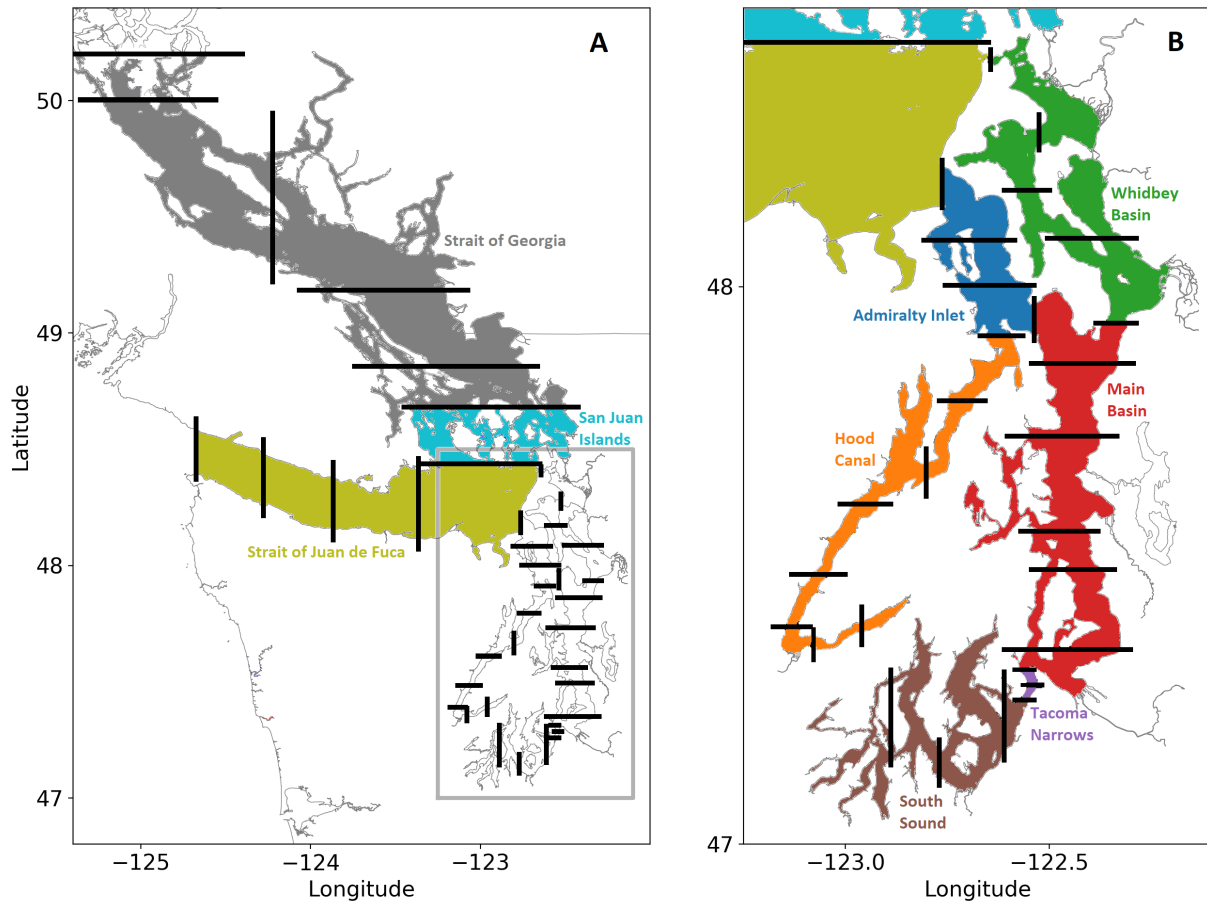 A
50
49
48
47
Latitude
−125
−124
−123
Longitude
Strait of Georgia
San Juan
Islands
Strait of Juan de Fuca
B
48
47
−123.0
−122.5
Longitude
Whidbey
Basin
Admiralty Inlet
Main
Basin
Hood
Canal
Tacoma
Narrows
South
Sound